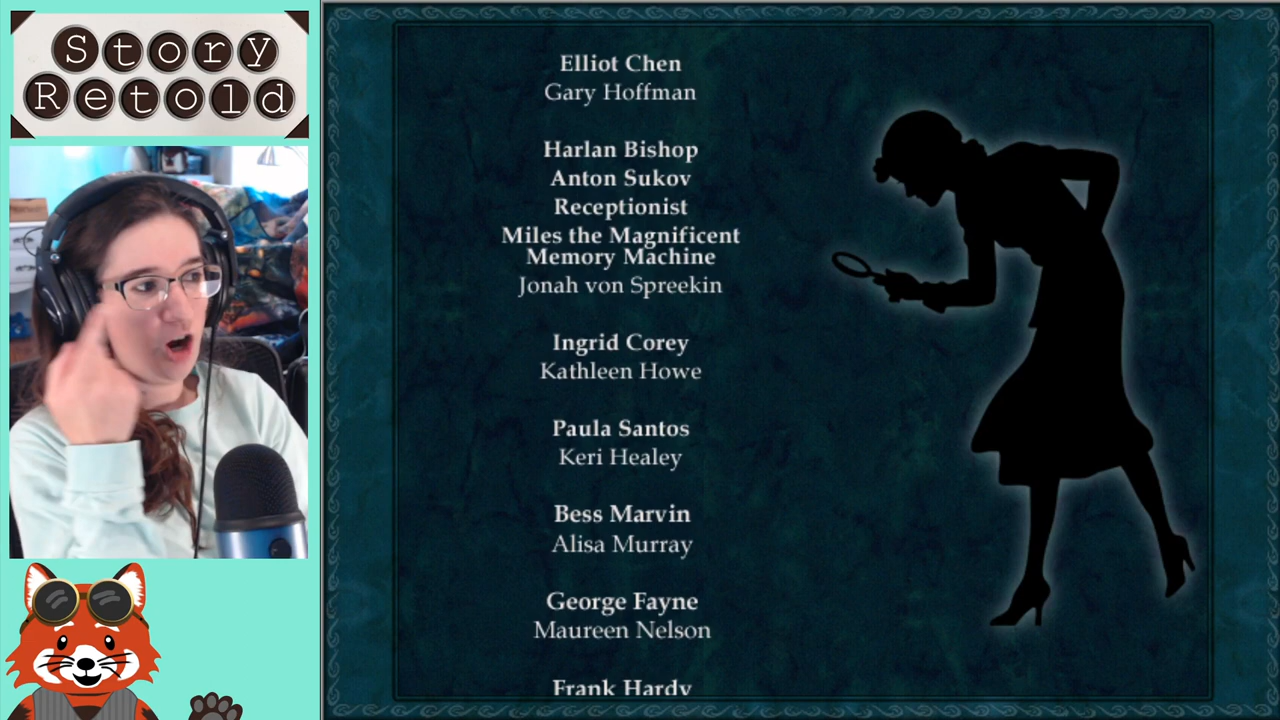 Story
Retold
Elliot Chen
Gary Hoffman
Harlan Bishop
Anton Sukov
Receptionist
Miles the Magnificent
Memory Machine
Jonah von Spreekin
Ingrid Corey
Kathleen Howe
Paula Santos
Keri Healey
Bess Marvin
Alisa Murray
George Fayne
Maureen Nelson
Frank Hardy